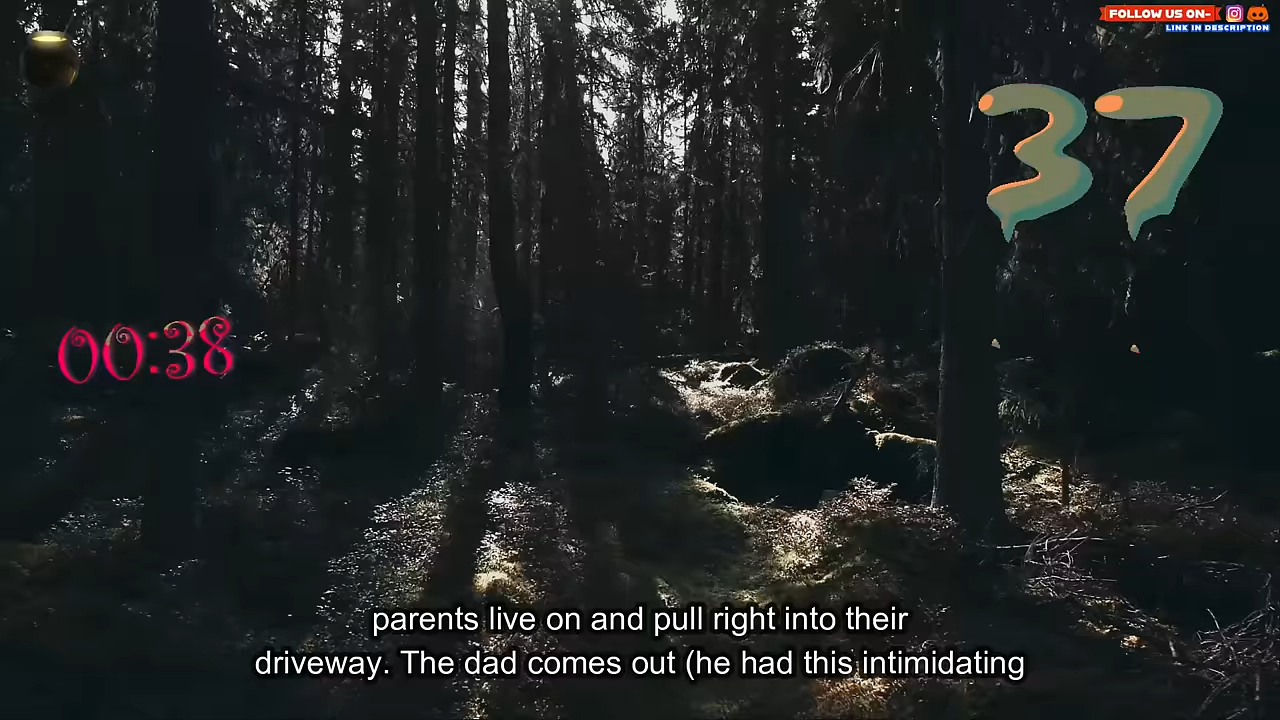 FOLLOW US ON-
LINK IN DESCRIPTION
37
00:38
parents live on and pull right into their
driveway. The dad comes out (he had this intimidating